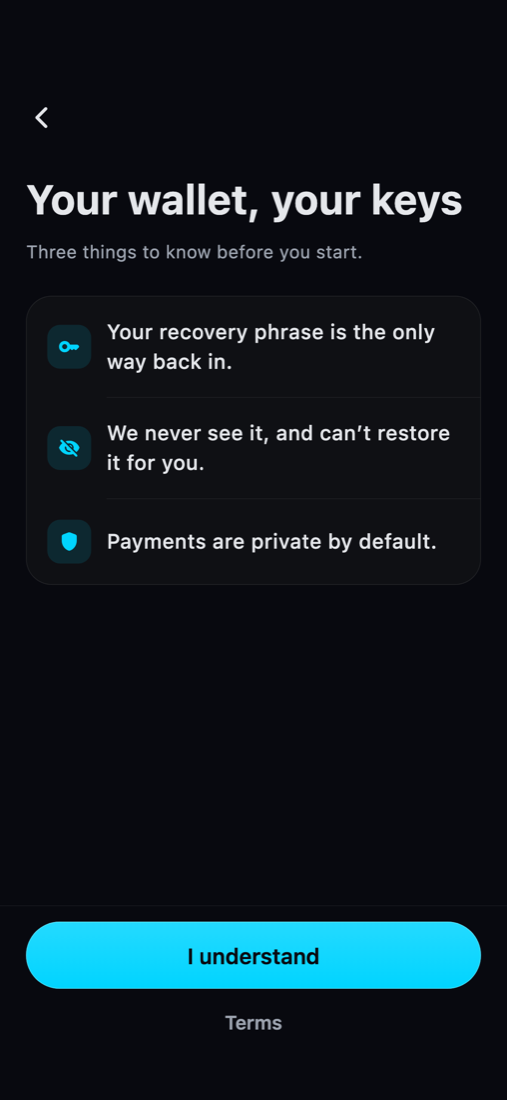 Your wallet, your keys
Three things to know before you start.
Your recovery phrase is the only
way back in.
We never see it, and can’t restore
it for you.
Payments are private by default.
I understand
Terms